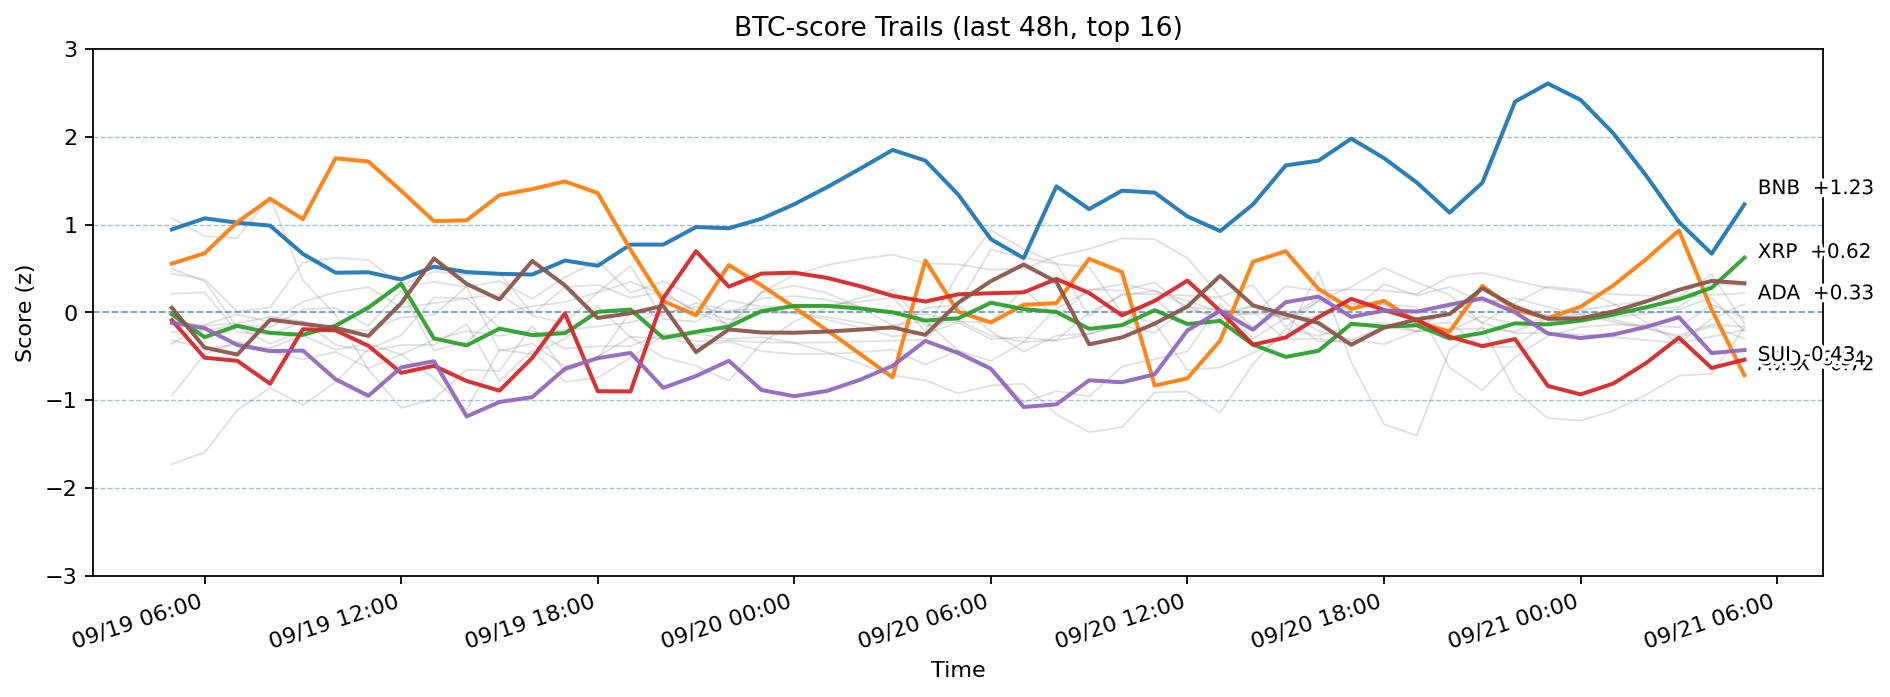 BTC-score Trails (last 48h, top 16)
Score (z)
3
2
1
0
−1
−2
−3
BNB +1.23
XRP +0.62
ADA +0.33
SUI -0.43
09/19 06:00
09/19 12:00
09/19 18:00
09/20 00:00
09/20 06:00
09/20 12:00
09/20 18:00
09/21 00:00
09/21 06:00
Time